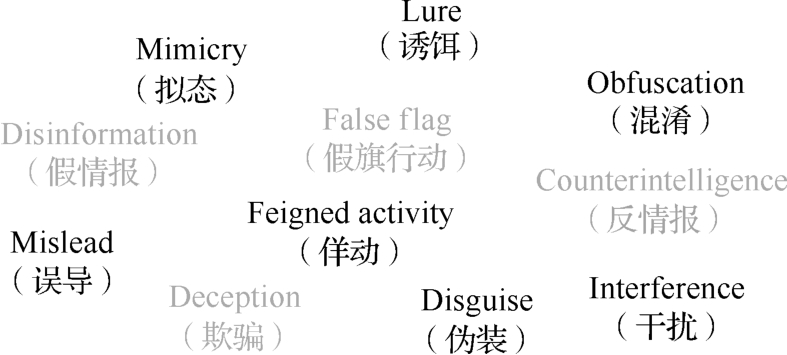 Lure
（诱饵）
Mimicry
（拟态）
Obfuscation
（混淆）
Disinformation
（假情报）
False flag
（假旗行动）
Counterintelligence
（反情报）
Feigned activity
（佯动）
Mislead
（误导）
Deception
（欺骗）
Disguise
（伪装）
Interference
（干扰）